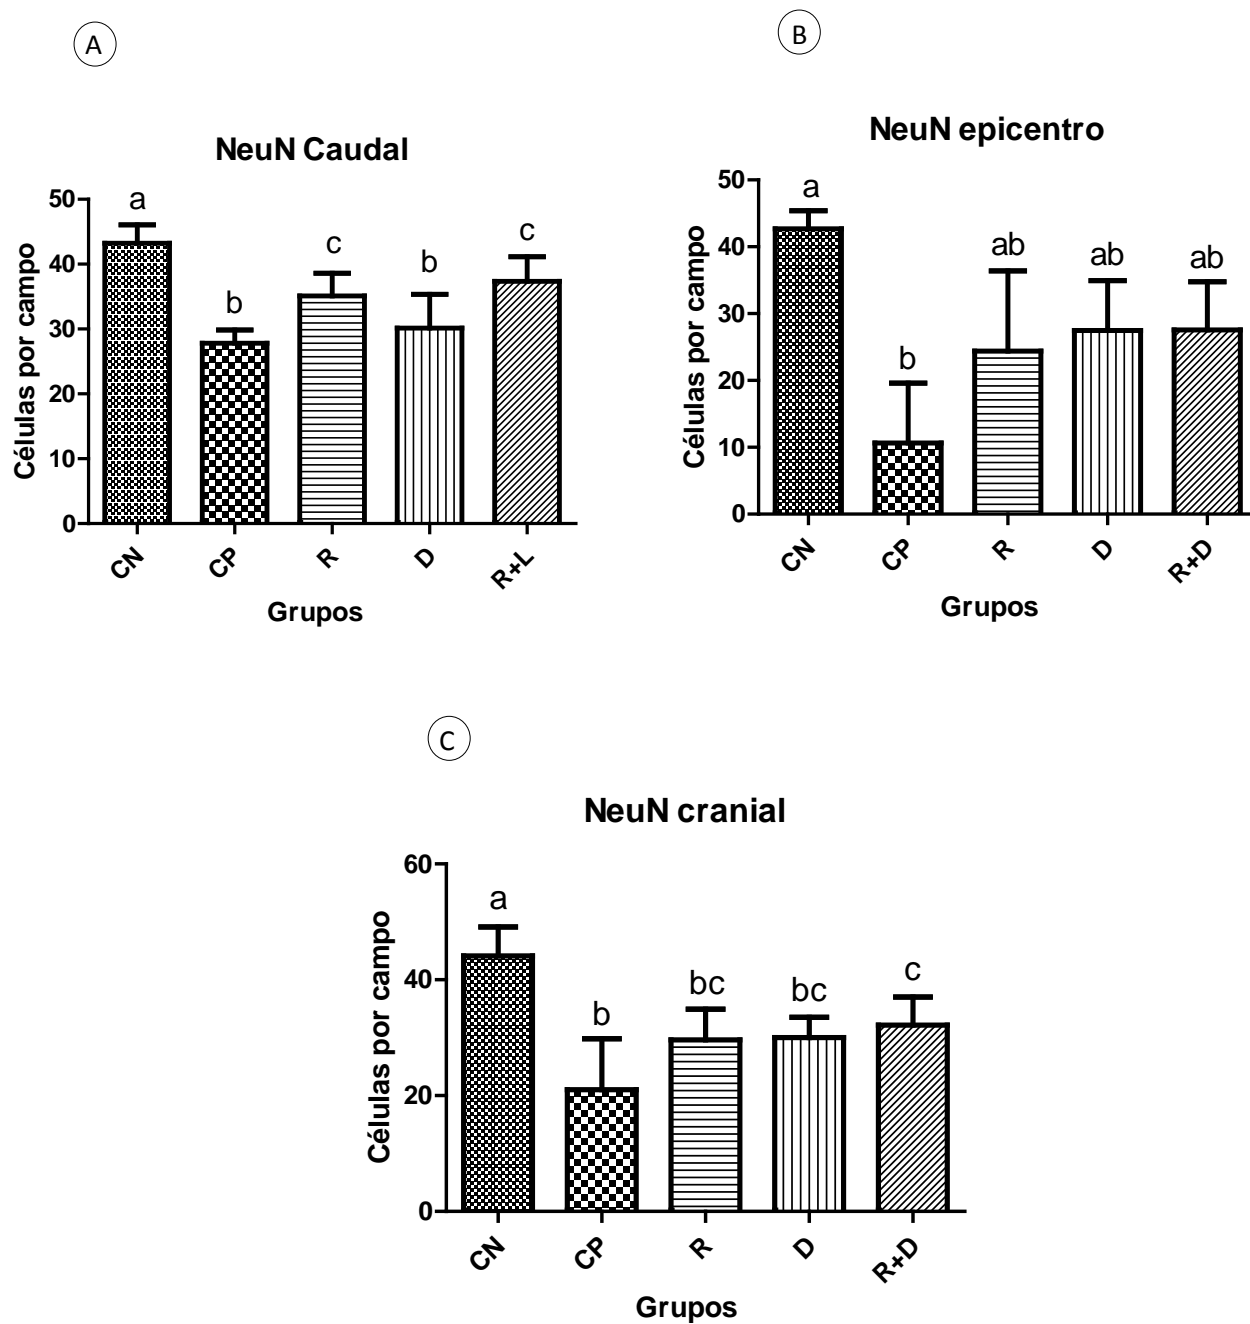 A
NeuN Caudal
Células por campo
50
40
30
20
10
0
a
b
c
b
c
CN
CP
R
D
R+L
Grupos
B
NeuN epicentro
Células por campo
50
40
30
20
10
0
a
b
ab
ab
ab
CN
CP
R
D
R+D
Grupos
C
NeuN cranial
Células por campo
60
40
20
0
a
b
bc
bc
c
CN
CP
R
D
R+D
Grupos